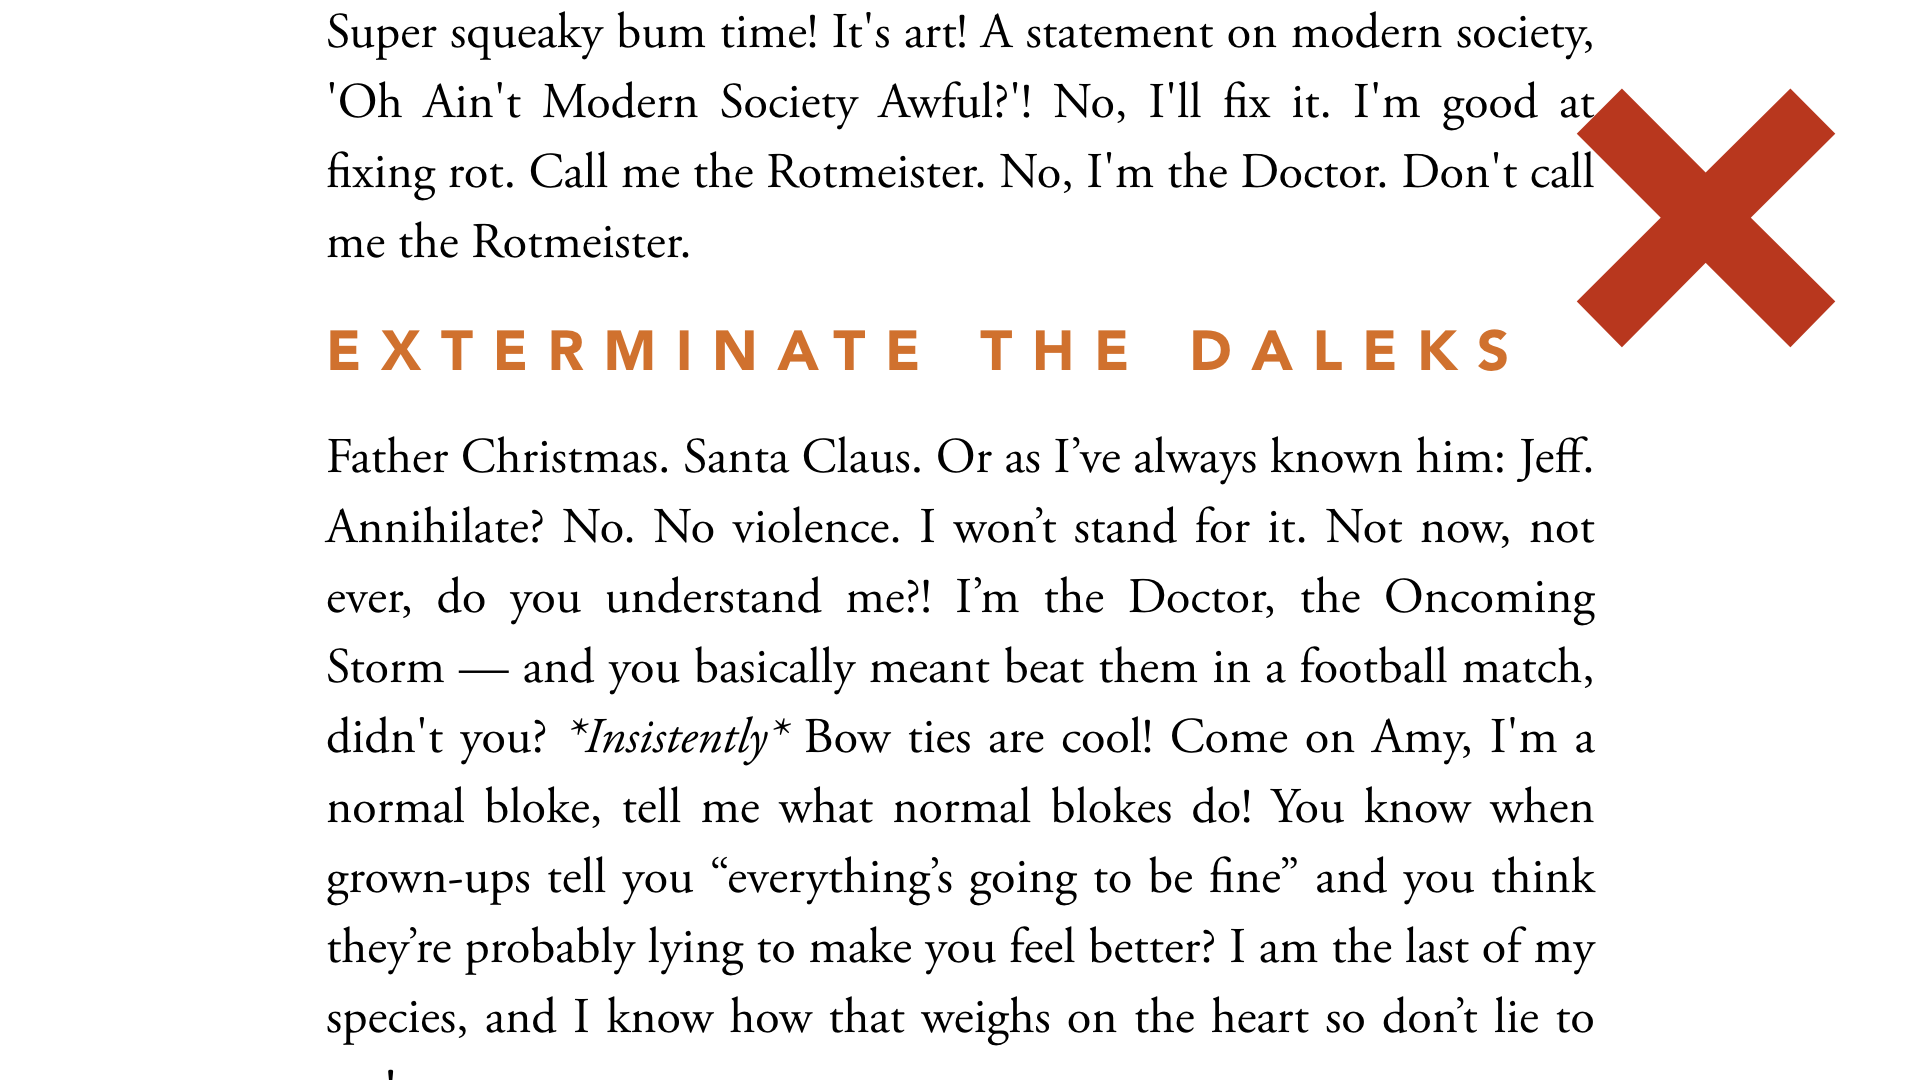 Super squeaky bum time! It's art! A statement on modern society,
'Oh Ain't Modern Society Awful?'! No, I'll fix it. I'm good at
fixing rot. Call me the Rotmeister. No, I'm the Doctor. Don't call
me the Rotmeister.
EXTERMINATE THE DALEKS
Father Christmas. Santa Claus. Or as I’ve always known him: Jeff.
Annihilate? No. No violence. I won’t stand for it. Not now, not
ever, do you understand me?! I’m the Doctor, the Oncoming
Storm — and you basically meant beat them in a football match,
didn't you? *Insistently* Bow ties are cool! Come on Amy, I'm a
normal bloke, tell me what normal blokes do! You know when
grown-ups tell you “everything’s going to be fine” and you think
they’re probably lying to make you feel better? I am the last of my
species, and I know how that weighs on the heart so don’t lie to